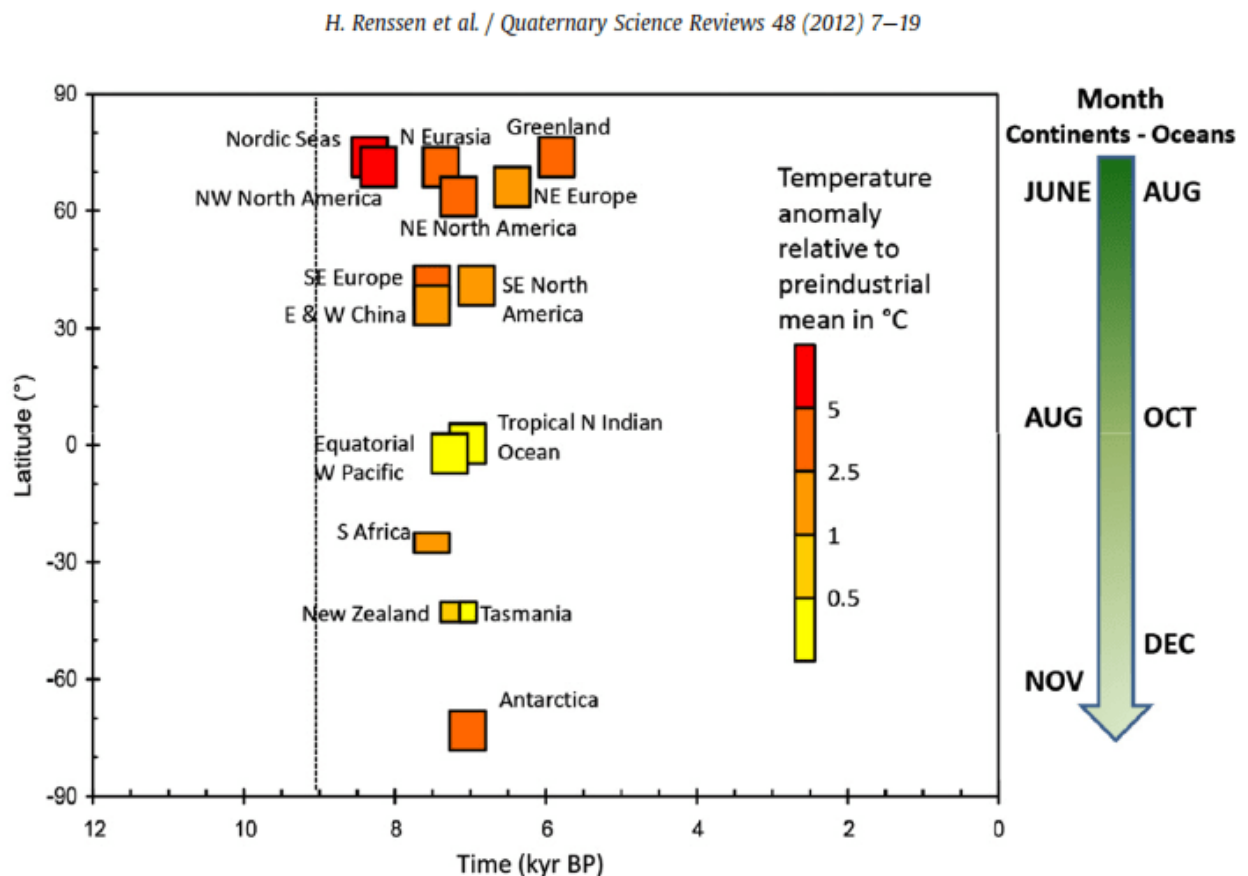 H. Renssen et al. / Quaternary Science Reviews 48 (2012) 7–19
90
60
30
0
-30
-60
-90
Latitude (°)
12
10
8
6
4
2
0
Time (kyr BP)
Nordic Seas
N Eurasia
Greenland
NW North America
NE Europe
NE North America
SE Europe
SE North
America
E & W China
Tropical N Indian
Ocean
Equatorial
W Pacific
S Africa
New Zealand
Tasmania
Antarctica
Temperature
anomaly
relative to
preindustrial
mean in °C
5
2.5
1
0.5
Month
Continents - Oceans
JUNE AUG
AUG OCT
DEC
NOV